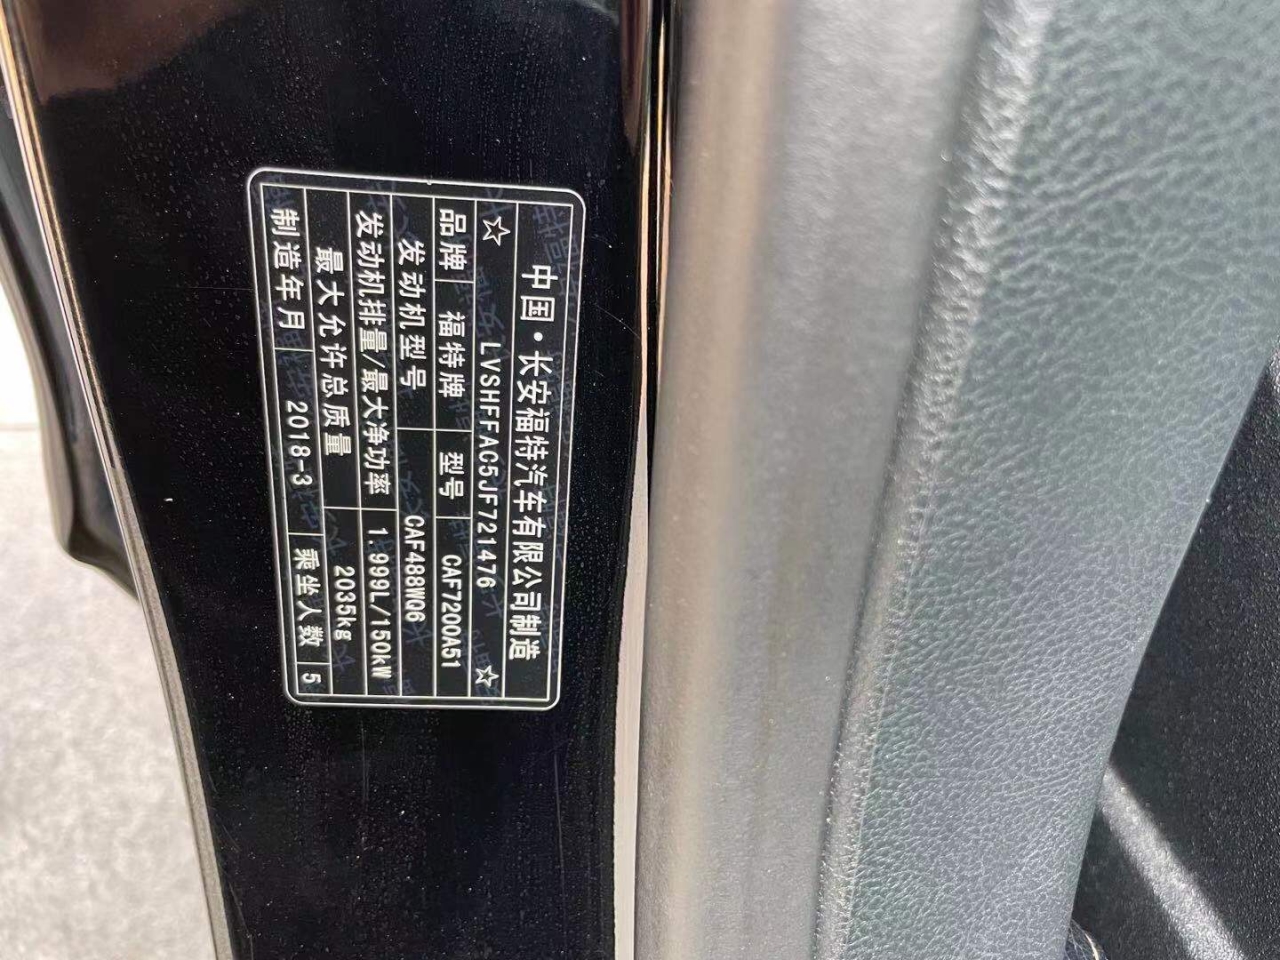 中国·长安福特汽车有限公司制造
☆ LVSHFFAC5JF721476 ☆
品牌 福特牌 型号 CAF7200A51
发动机型号 CAF488WQ6
发动机排量/最大净功率 1.999L/150kW
最大允许总质量 2035kg
制造年月 2018-3 乘坐人数 5